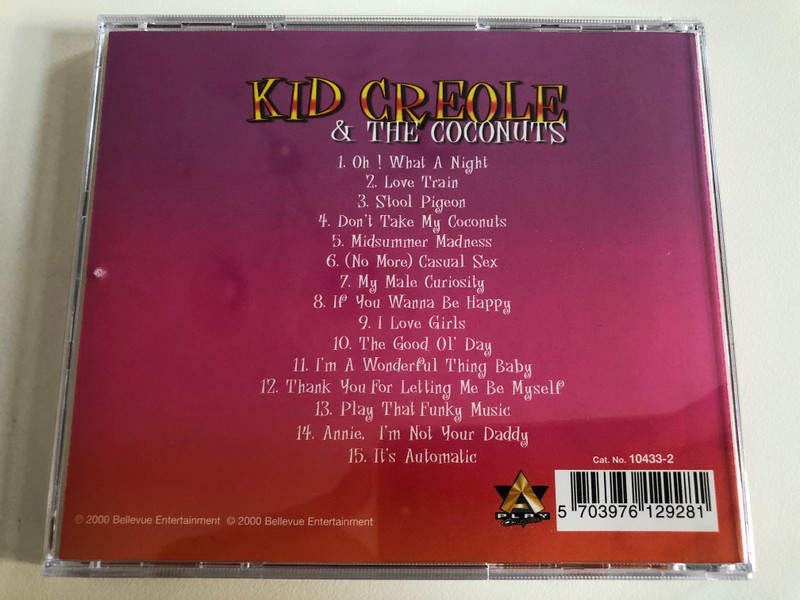 KID CREOLE
& THE COCONUTS
1. Oh ! What A Night
2. Love Train
3. Stool Pigeon
4. Don't Take My Coconuts
5. Midsummer Madness
6. (No More) Casual Sex
7. My Male Curiosity
8. If You Wanna Be Happy
9. I Love Girls
10. The Good Ol' Day
11. I'm A Wonderful Thing Baby
12. Thank You For Letting Me Be Myself
13. Play That Funky Music
14. Annie, I'm Not Your Daddy
15. It's Automatic
Cat. No. 10433-2
PLAY
5 703976 129281
℗ 2000 Bellevue Entertainment © 2000 Bellevue Entertainment